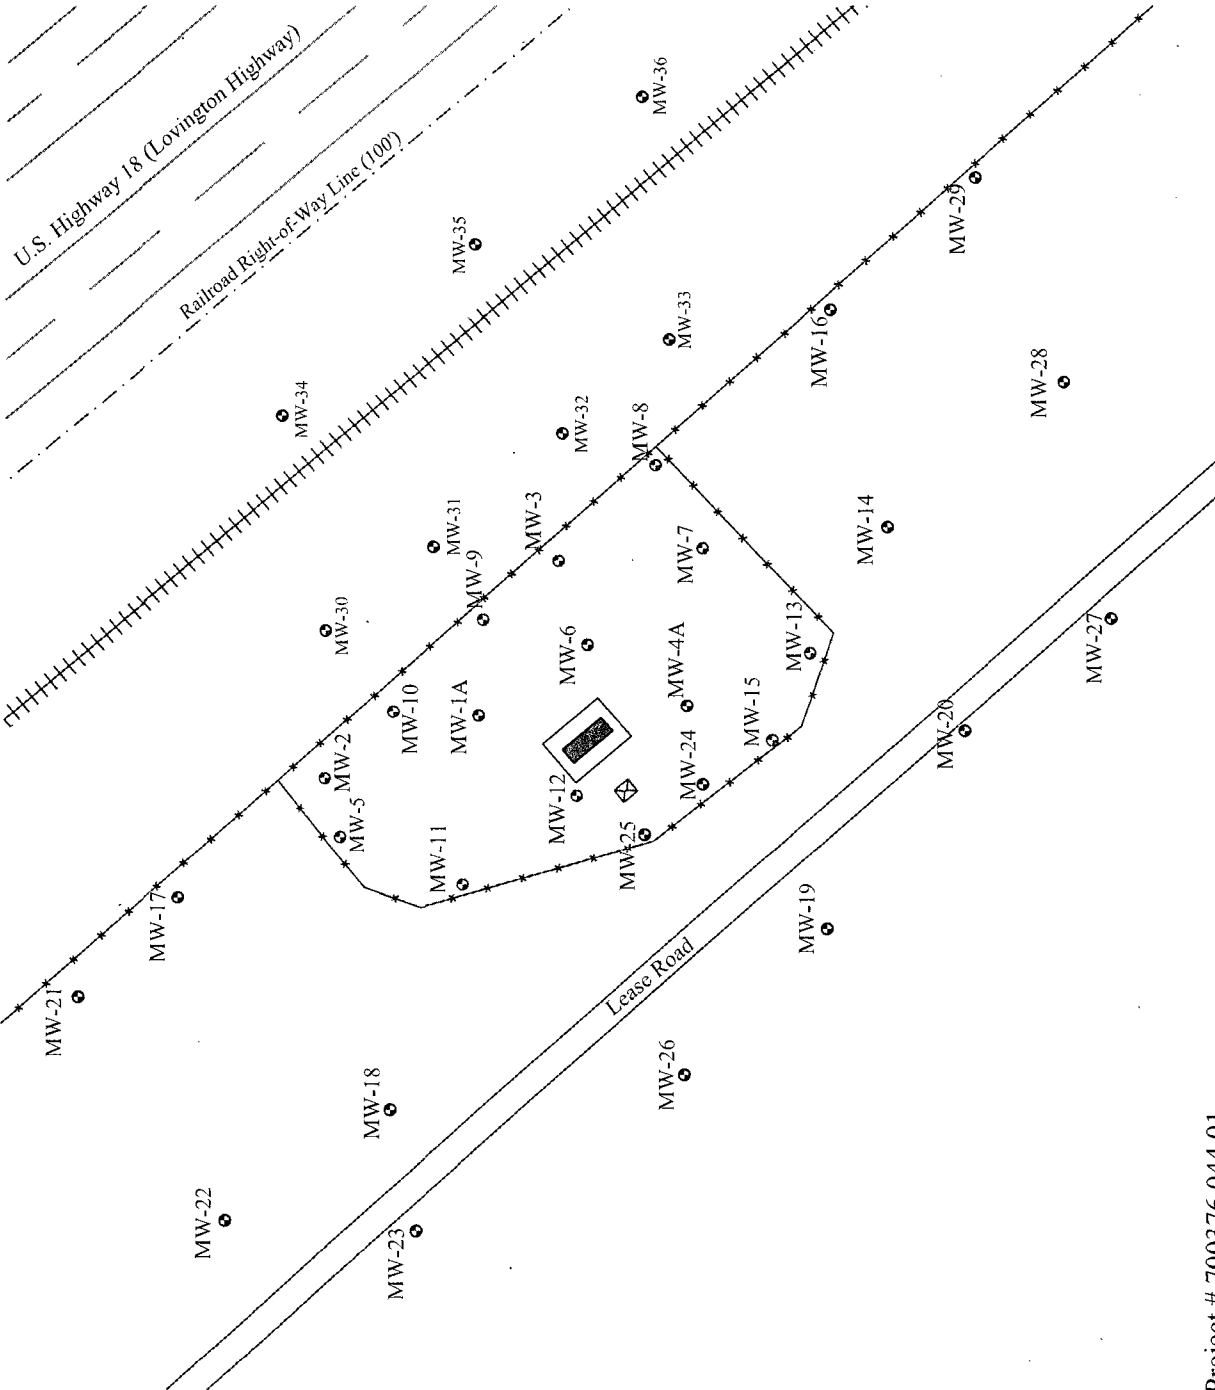 U.S. Highway 18 (Lovington Highway)
Railroad Right-of-Way Line (100')
MW-36
MW-35
MW-29
MW-33
MW-16
MW-34
MW-32
MW-28
MW-8
MW-31
MW-3
MW-14
MW-9
MW-7
MW-30
MW-6
MW-13
MW-27
MW-4A
MW-10
MW-1A
MW-15
MW-20
MW-2
MW-24
MW-12
MW-5
MW-25
MW-11
MW-17
MW-19
Lease Road
MW-21
MW-26
MW-18
MW-22
MW-23